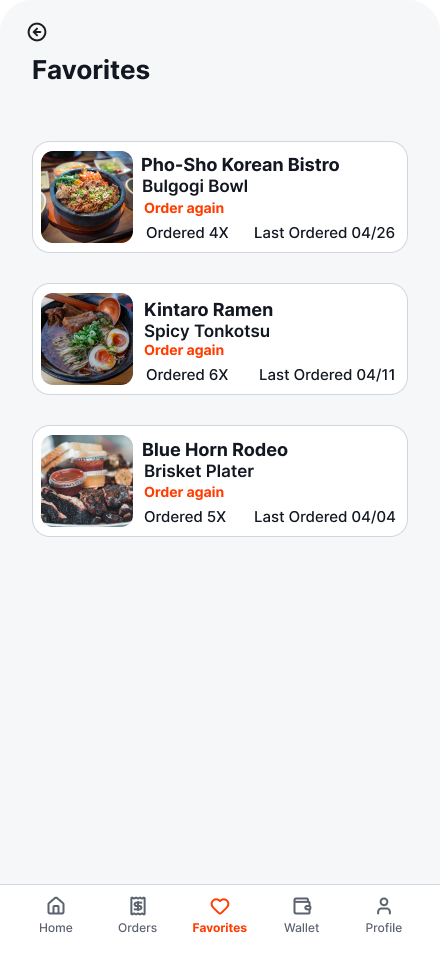 Favorites
Pho-Sho Korean Bistro
Bulgogi Bowl
Order again
Ordered 4X Last Ordered 04/26
Kintaro Ramen
Spicy Tonkotsu
Order again
Ordered 6X Last Ordered 04/11
Blue Horn Rodeo
Brisket Plater
Order again
Ordered 5X Last Ordered 04/04
Home Orders Favorites Wallet Profile